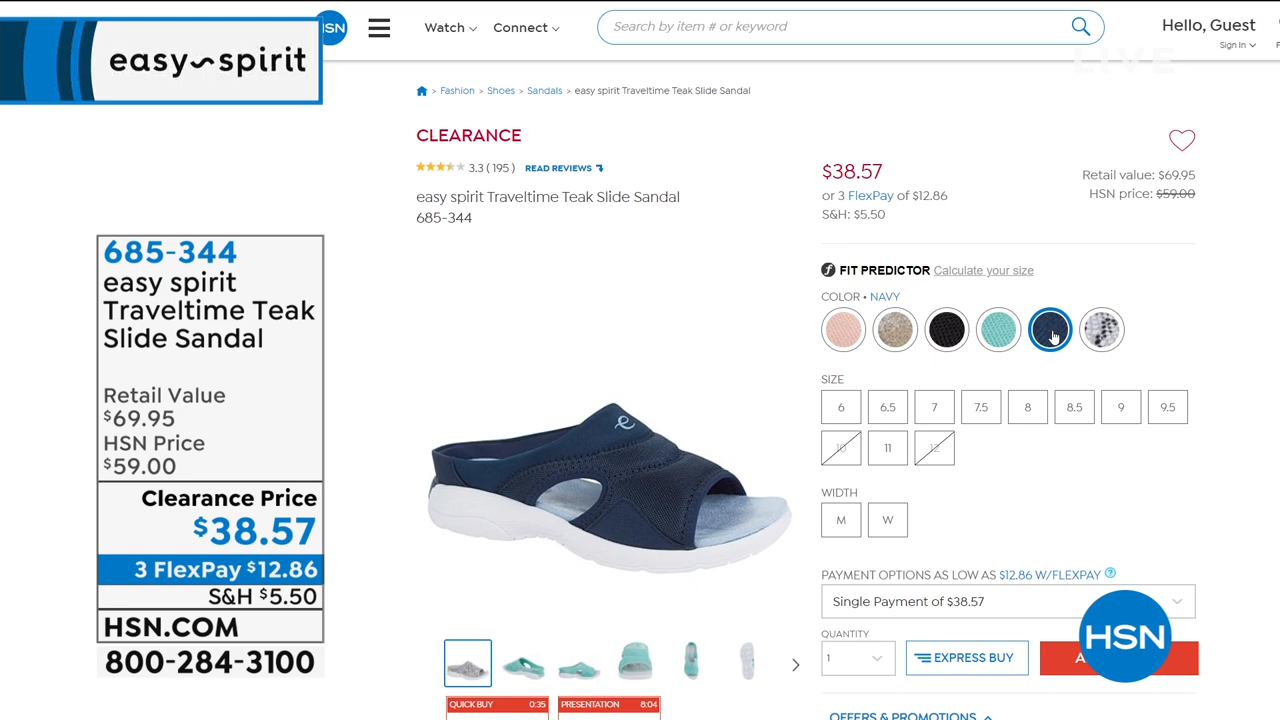 easy spirit
HSN
Watch
Connect
Search by item # or keyword
Hello, Guest
Sign In
LIVE
Fashion > Shoes > Sandals > easy spirit Traveltime Teak Slide Sandal
CLEARANCE
3.3 ( 195 ) READ REVIEWS
easy spirit Traveltime Teak Slide Sandal
685-344
$38.57
or 3 FlexPay of $12.86
S&H: $5.50
Retail value: $69.95
HSN price: $59.00
FIT PREDICTOR Calculate your size
COLOR • NAVY
SIZE
6 6.5 7 7.5 8 8.5 9 9.5
10 11 12
WIDTH
M W
PAYMENT OPTIONS AS LOW AS $12.86 W/FLEXPAY ?
Single Payment of $38.57
QUANTITY
1
EXPRESS BUY
HSN
OFFERS & PROMOTIONS
685-344
easy spirit
Traveltime Teak
Slide Sandal
Retail Value
$69.95
HSN Price
$59.00
Clearance Price
$38.57
3 FlexPay $12.86
S&H $5.50
HSN.COM
800-284-3100
e
QUICK BUY 0:35
PRESENTATION 8:04